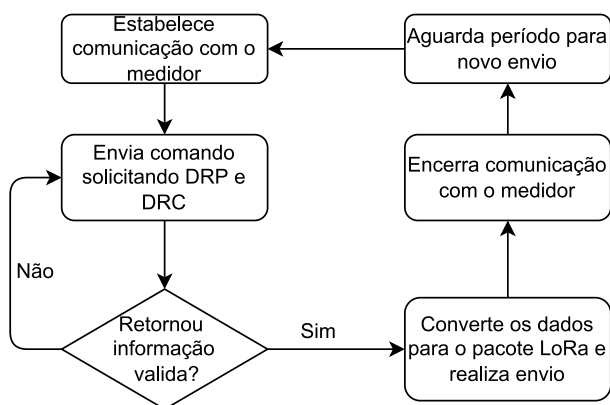 Estabelece
comunicação com o
medidor
Aguarda período para
novo envio
Envia comando
solicitando DRP e
DRC
Encerra comunicação
com o medidor
Não
Retornou
informação
valida?
Sim
Converte os dados
para o pacote LoRa e
realiza envio